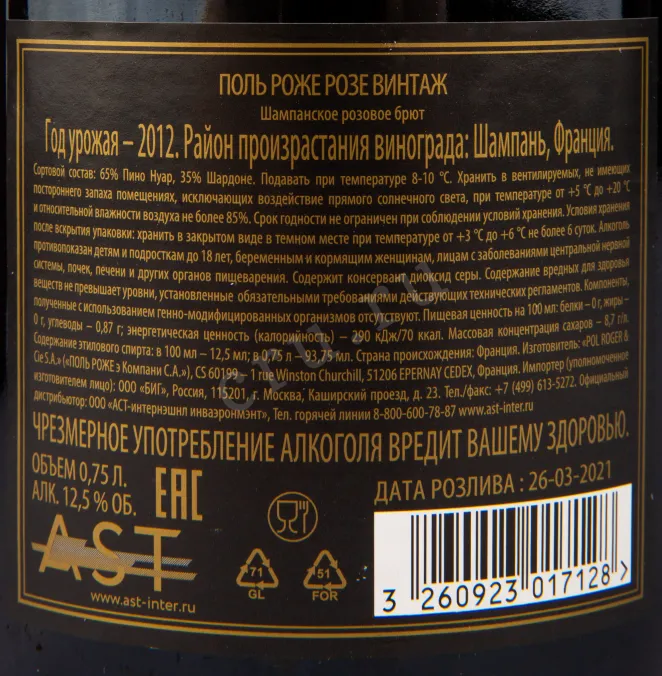 ПОЛЬ РОЖЕ РОЗЕ ВИНТАЖ
Шампанское розовое брют
Год урожая – 2012. Район произрастания винограда: Шампань, Франция.
Сортовой состав: 65% Пино Нуар, 35% Шардоне. Подавать при температуре 8-10 °С. Хранить в вентилируемых, не имеющих
постороннего запаха помещениях, исключающих воздействие прямого солнечного света, при температуре от +5 °С до +20 °С
и относительной влажности воздуха не более 85%. Срок годности не ограничен при соблюдении условий хранения. Условия хранения
после вскрытия упаковки: хранить в закрытом виде в темном месте при температуре от +3 °С до +6 °С не более 6 суток. Алкоголь
противопоказан детям и подросткам до 18 лет, беременным и кормящим женщинам, лицам с заболеваниями центральной нервной
системы, почек, печени и других органов пищеварения. Содержит консервант диоксид серы. Содержание вредных для здоровья
веществ не превышает уровни, установленные обязательными требованиями действующих технических регламентов. Компоненты,
полученные с использованием генно-модифицированных организмов отсутствуют. Пищевая ценность на 100 мл: белки – 0 г, жиры –
0 г, углеводы – 0,87 г; энергетическая ценность (калорийность) – 290 кДж/70 ккал. Массовая концентрация сахаров – 8,7 г/л.
Содержание этилового спирта: в 100 мл – 12,5 мл; в 0,75 л – 93,75 мл. Страна происхождения: Франция. Изготовитель: «POL ROGER &
Cie S.A.» («ПОЛЬ РОЖЕ э Компани С.А.»), CS 60199 – 1 rue Winston Churchill, 51206 EPERNAY CEDEX, Франция. Импортер (уполномоченное
изготовителем лицо): ООО «БИГ», Россия, 115201, г. Москва, Каширский проезд, д. 23. Тел./факс: +7 (499) 613-5272. Официальный
дистрибьютор: ООО «АСТ-интернэшнл инваэронмэнт», Тел. горячей линии 8-800-600-78-87 www.ast-inter.ru
ЧРЕЗМЕРНОЕ УПОТРЕБЛЕНИЕ АЛКОГОЛЯ ВРЕДИТ ВАШЕМУ ЗДОРОВЬЮ.
ОБЪЕМ 0,75 Л.
АЛК. 12,5 % ОБ.
ЕАС
ДАТА РОЗЛИВА : 26-03-2021
AST
www.ast-inter.ru
71
GL
51
FOR
3 260923 017128 >
cru.ru